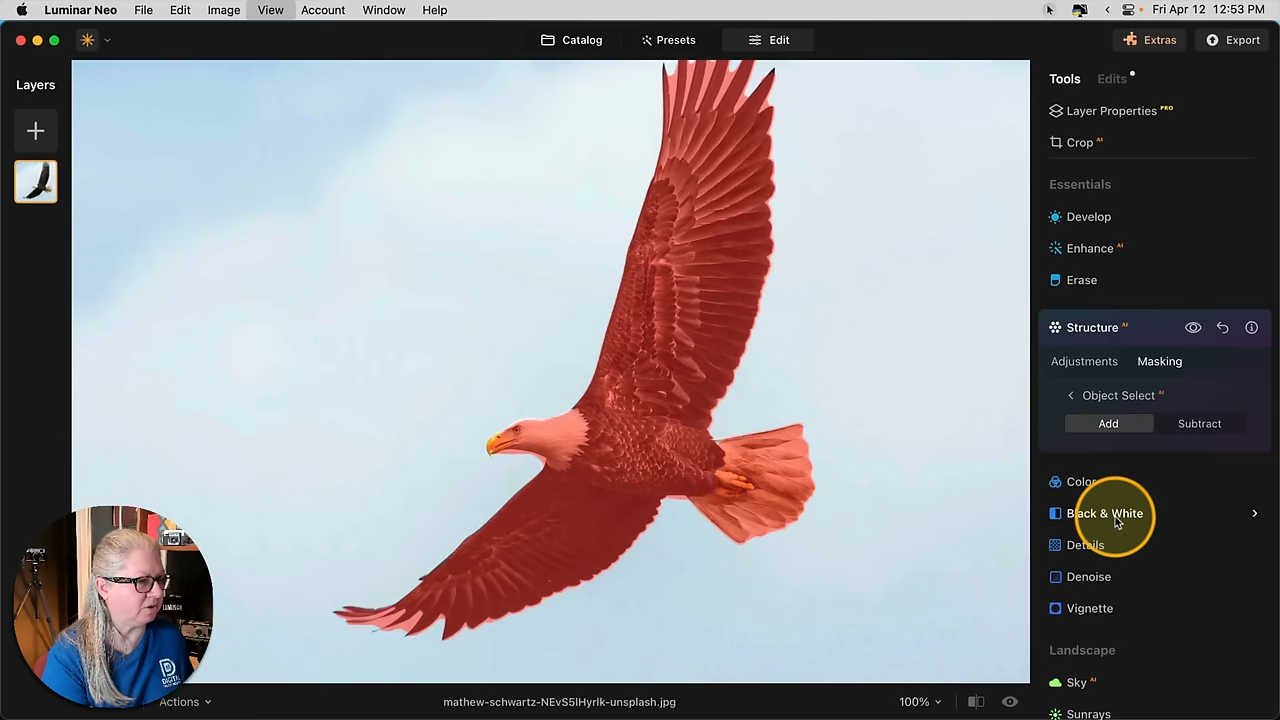 Luminar Neo File Edit Image View Account Window Help Fri Apr 12 12:53 PM
Catalog Presets Edit Extras Export
Layers
Tools Edits
Layer Properties PRO
Crop AI
Essentials
Develop
Enhance AI
Erase
Structure AI
Adjustments Masking
Object Select AI
Add Subtract
Color
Black & White
Details
Denoise
Vignette
Landscape
Sky AI
Sunrays
Actions mathew-schwartz-NEvS5lHyrlk-unsplash.jpg 100%
DIGITAL